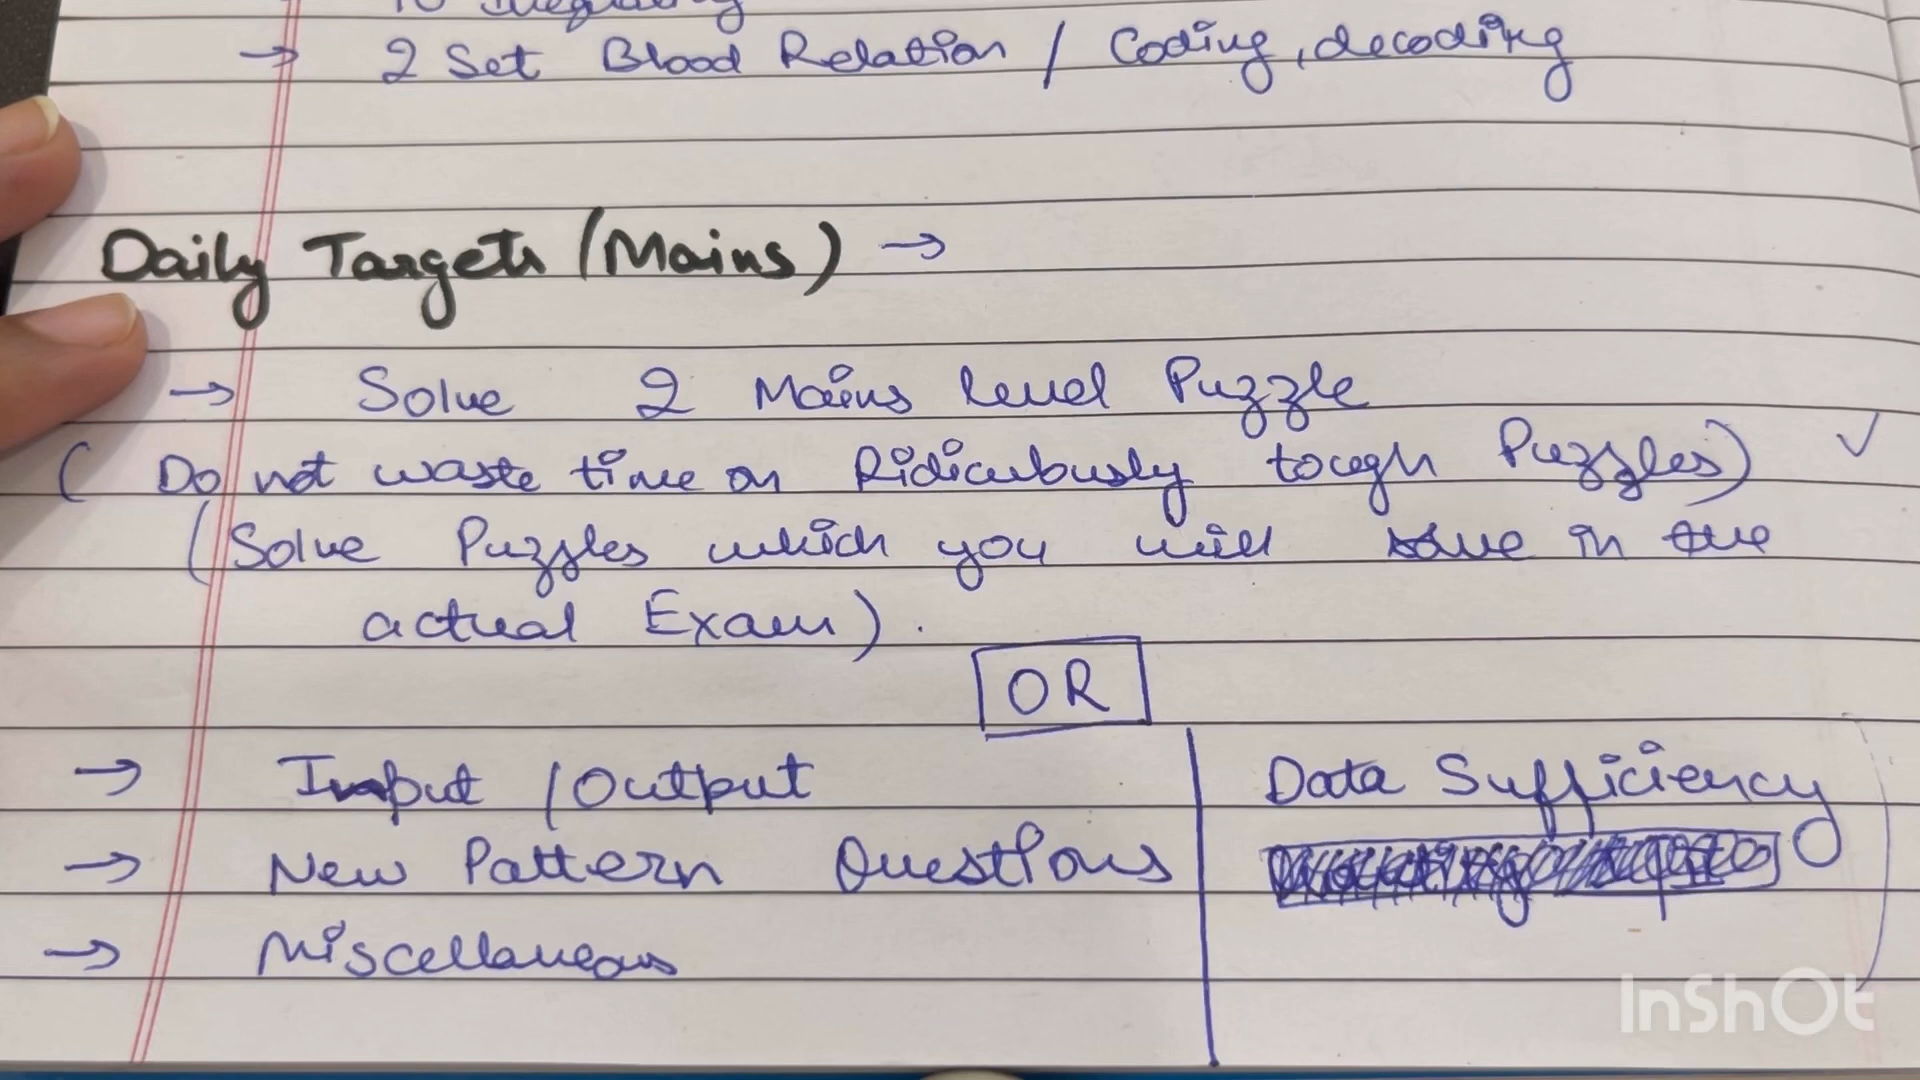 → 2 Set Blood Relation / Coding, decoding
Daily Targets (Mains) →
→ Solve 2 Mains level Puzzle
( Do not waste time on Ridiculously tough Puzzles) ✓
(Solve Puzzles which you will solve in the
actual Exam).
OR
→ Input / Output
Data Sufficiency
→ New Pattern Questions
→ Miscellaneous
InShOt